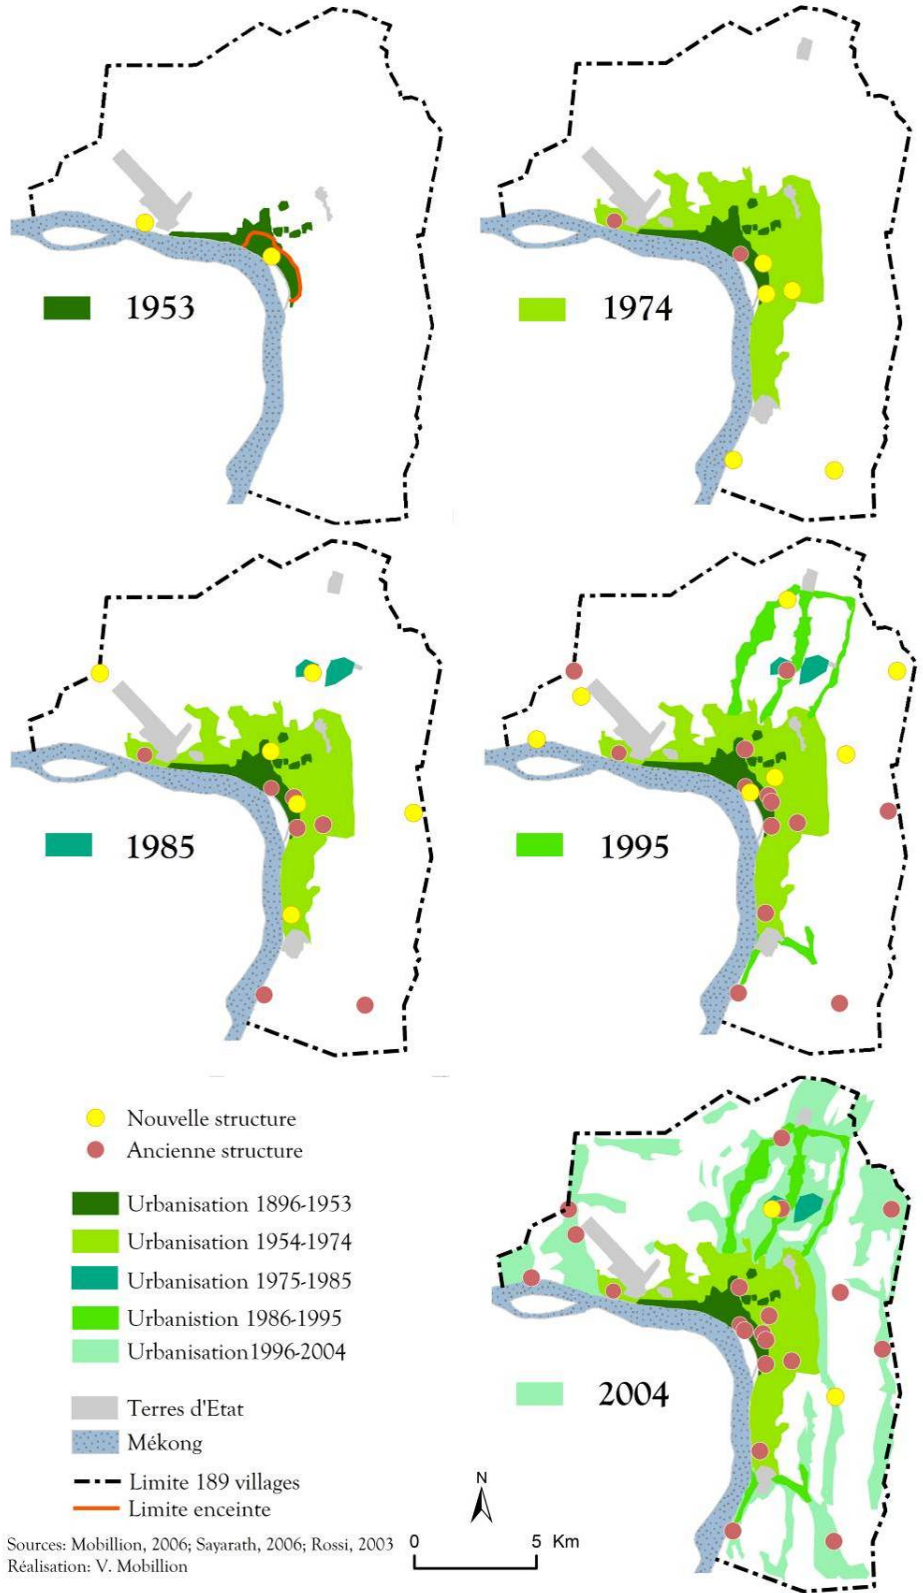 1953
1974
1985
1995
Nouvelle structure
Ancienne structure
Urbanisation 1896-1953
Urbanisation 1954-1974
Urbanisation 1975-1985
Urbanistion 1986-1995
Urbanisation1996-2004
2004
Terres d'Etat
Mékong
Limite 189 villages
Limite enceinte
N
0 5 Km
Sources: Mobillion, 2006; Sayarath, 2006; Rossi, 2003
Réalisation: V. Mobillion